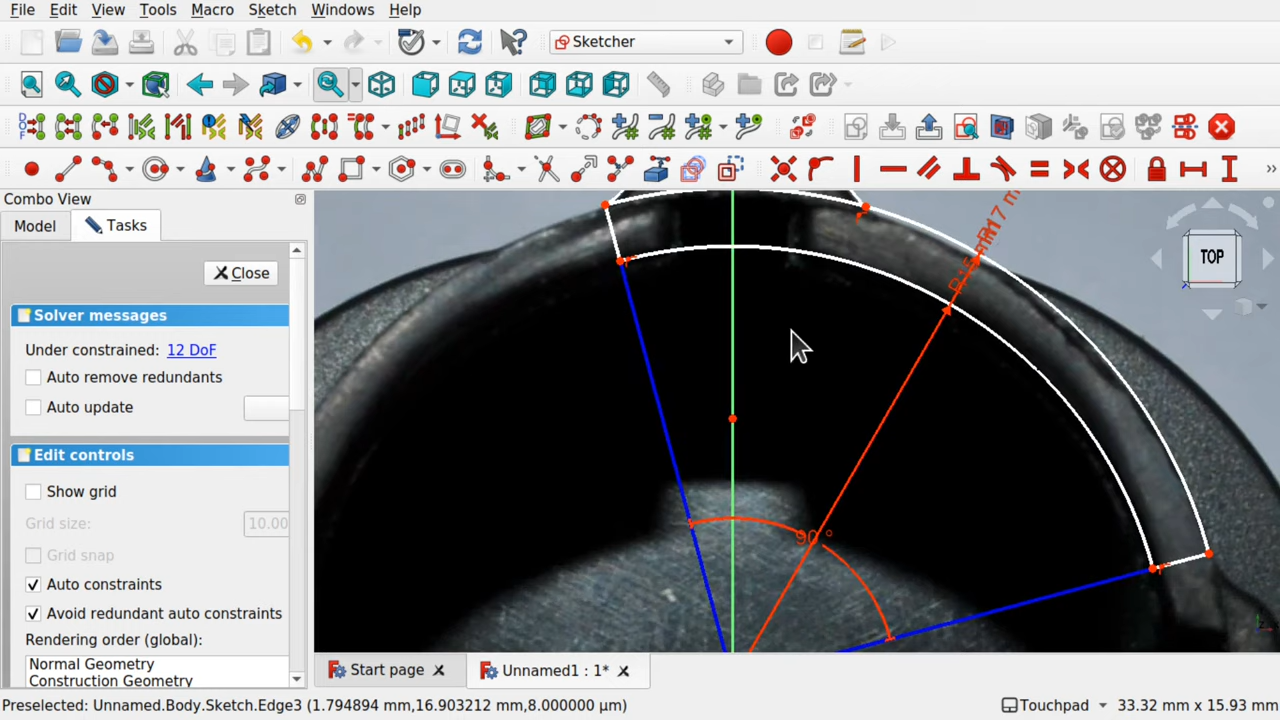 File Edit View Tools Macro Sketch Windows Help
Sketcher
DOF
Combo View
Model Tasks
Close
Solver messages
Under constrained: 12 DoF
Auto remove redundants
Auto update
Edit controls
Show grid
Grid size: 10.00
Grid snap
Auto constraints
Avoid redundant auto constraints
Rendering order (global):
Normal Geometry
Construction Geometry
R17 m
90 °
TOP
Start page Unnamed1 : 1*
Preselected: Unnamed.Body.Sketch.Edge3 (1.794894 mm,16.903212 mm,8.000000 µm) Touchpad 33.32 mm x 15.93 mm